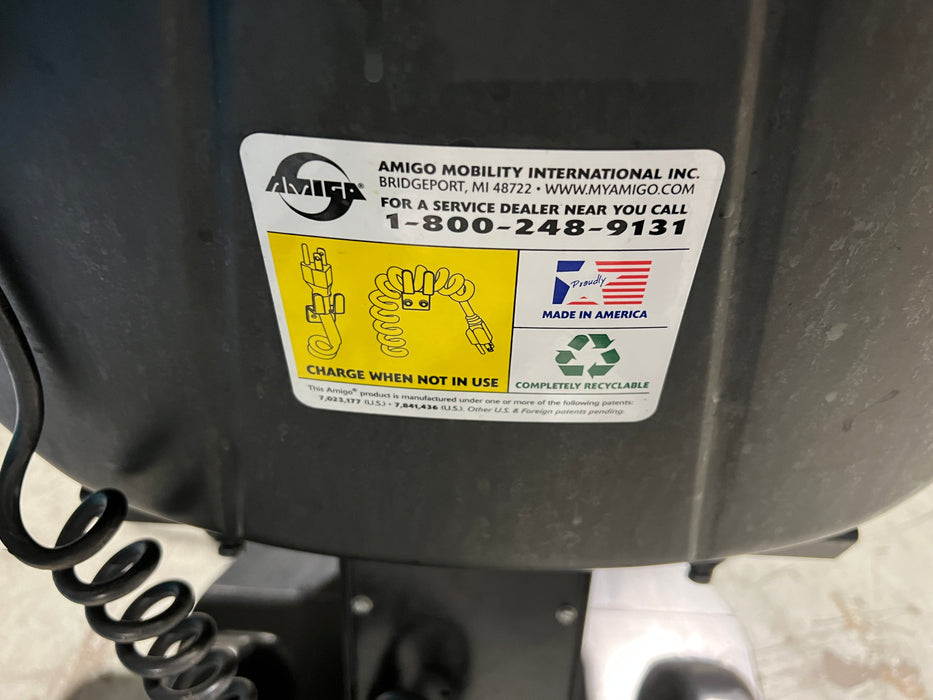 AMIGO®
AMIGO MOBILITY INTERNATIONAL INC.
BRIDGEPORT, MI 48722 • WWW.MYAMIGO.COM
FOR A SERVICE DEALER NEAR YOU CALL
1-800-248-9131
CHARGE WHEN NOT IN USE
Proudly
MADE IN AMERICA
COMPLETELY RECYCLABLE
This Amigo® product is manufactured under one or more of the following patents:
7,023,177 (U.S.) • 7,841,436 (U.S.). Other U.S. & Foreign patents pending.